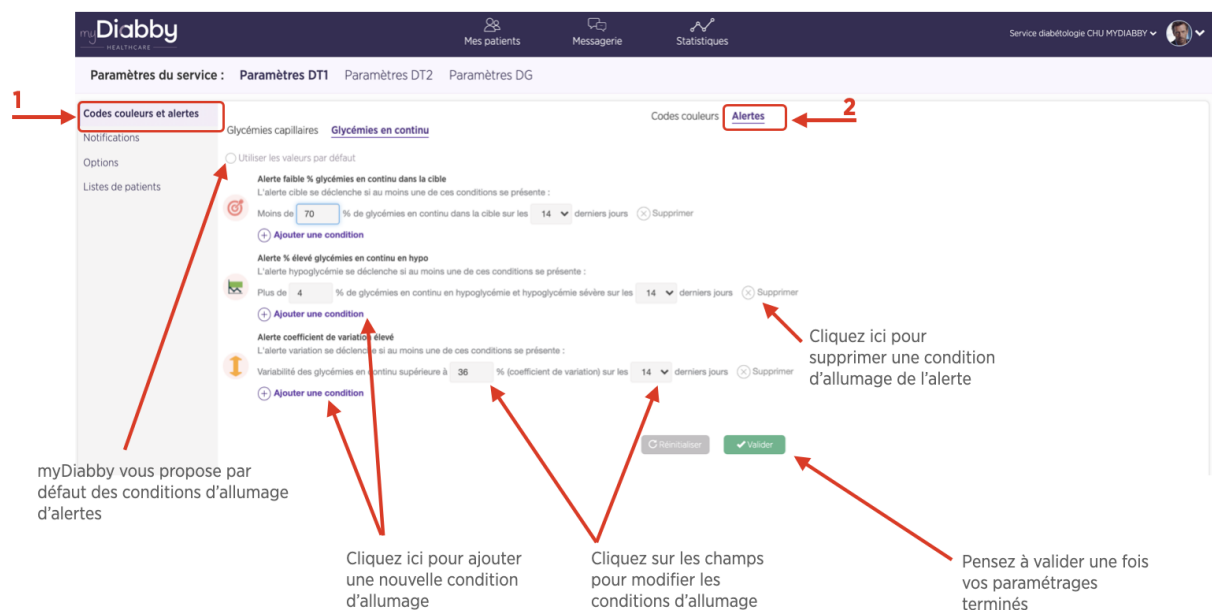 myDiabby
HEALTHCARE
Mes patients
Messagerie
Statistiques
Service diabétologie CHU MYDIABBY
Paramètres du service : Paramètres DT1 Paramètres DT2 Paramètres DG
1
Codes couleurs et alertes
Notifications
Options
Listes de patients
Codes couleurs Alertes
2
Glycémies capillaires Glycémies en continu
Utiliser les valeurs par défaut
Alerte faible % glycémies en continu dans la cible
L'alerte cible se déclenche si au moins une de ces conditions se présente :
Moins de 70 % de glycémies en continu dans la cible sur les 14 derniers jours Supprimer
Ajouter une condition
Alerte % élevé glycémies en continu en hypo
L'alerte hypoglycémie se déclenche si au moins une de ces conditions se présente :
Plus de 4 % de glycémies en continu en hypoglycémie et hypoglycémie sévère sur les 14 derniers jours Supprimer
Ajouter une condition
Alerte coefficient de variation élevé
L'alerte variation se déclenche si au moins une de ces conditions se présente :
Variabilité des glycémies en continu supérieure à 36 % (coefficient de variation) sur les 14 derniers jours Supprimer
Ajouter une condition
Réinitialiser
Valider
Cliquez ici pour
supprimer une condition
d'allumage de l'alerte
myDiabby vous propose par
défaut des conditions d'allumage
d'alertes
Cliquez ici pour ajouter
une nouvelle condition
d'allumage
Cliquez sur les champs
pour modifier les
conditions d'allumage
Pensez à valider une fois
vos paramétrages
terminés